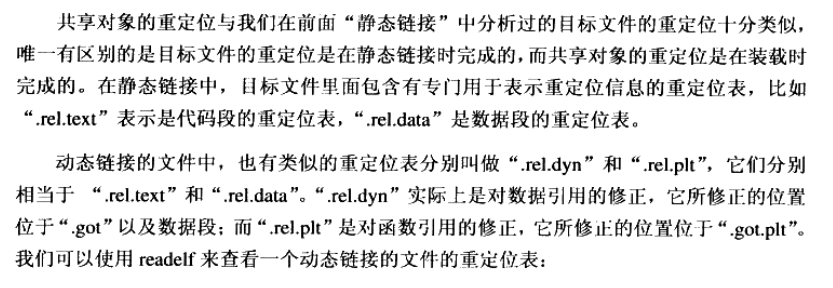 共享对象的重定位与我们在前面“静态链接”中分析过的目标文件的重定位十分类似，
唯一有区别的是目标文件的重定位是在静态链接时完成的，而共享对象的重定位是在装载时
完成的。在静态链接中，目标文件里面包含有专门用于表示重定位信息的重定位表，比如
“.rel.text”表示是代码段的重定位表，“.rel.data”是数据段的重定位表。
动态链接的文件中，也有类似的重定位表分别叫做“.rel.dyn”和“.rel.plt”，它们分别
相当于 “.rel.text”和“.rel.data”。“.rel.dyn”实际上是对数据引用的修正，它所修正的位置
位于“.got”以及数据段；而“.rel.plt”是对函数引用的修正，它所修正的位置位于“.got.plt”。
我们可以使用 readelf 来查看一个动态链接的文件的重定位表：